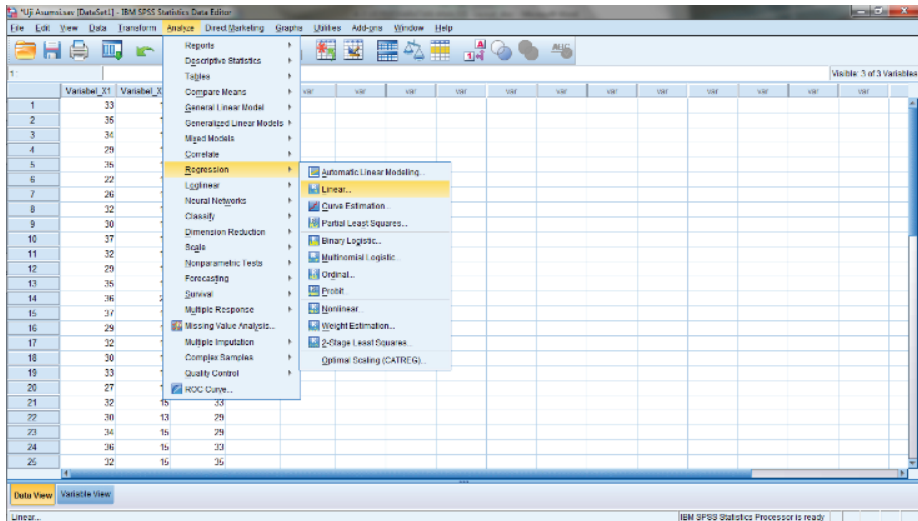 *Uji Asumsi.sav [DataSet1] - IBM SPSS Statistics Data Editor
File Edit View Data Transform Analyze Direct Marketing Graphs Utilities Add-ons Window Help
1 :
Visible: 3 of 3 Variables
Variabel_X1 Variabel_X var var var var var var var var var var
1 33
2 35
3 34
4 29
5 35
6 22
7 26
8 32
9 30
10 37
11 32
12 29
13 35
14 36
15 37
16 29
17 32
18 30
19 33
20 27
21 32 15 33
22 30 13 29
23 34 15 29
24 36 15 33
25 32 15 35
Reports
Descriptive Statistics
Tables
Compare Means
General Linear Model
Generalized Linear Models
Mixed Models
Correlate
Regression
Loglinear
Neural Networks
Classify
Dimension Reduction
Scale
Nonparametric Tests
Forecasting
Survival
Multiple Response
Missing Value Analysis...
Multiple Imputation
Complex Samples
Quality Control
ROC Curve...
Automatic Linear Modeling...
Linear...
Curve Estimation...
Partial Least Squares...
Binary Logistic...
Multinomial Logistic...
Ordinal...
Probit...
Nonlinear...
Weight Estimation...
2-Stage Least Squares...
Optimal Scaling (CATREG)...
Data View Variable View
Linear...
IBM SPSS Statistics Processor is ready